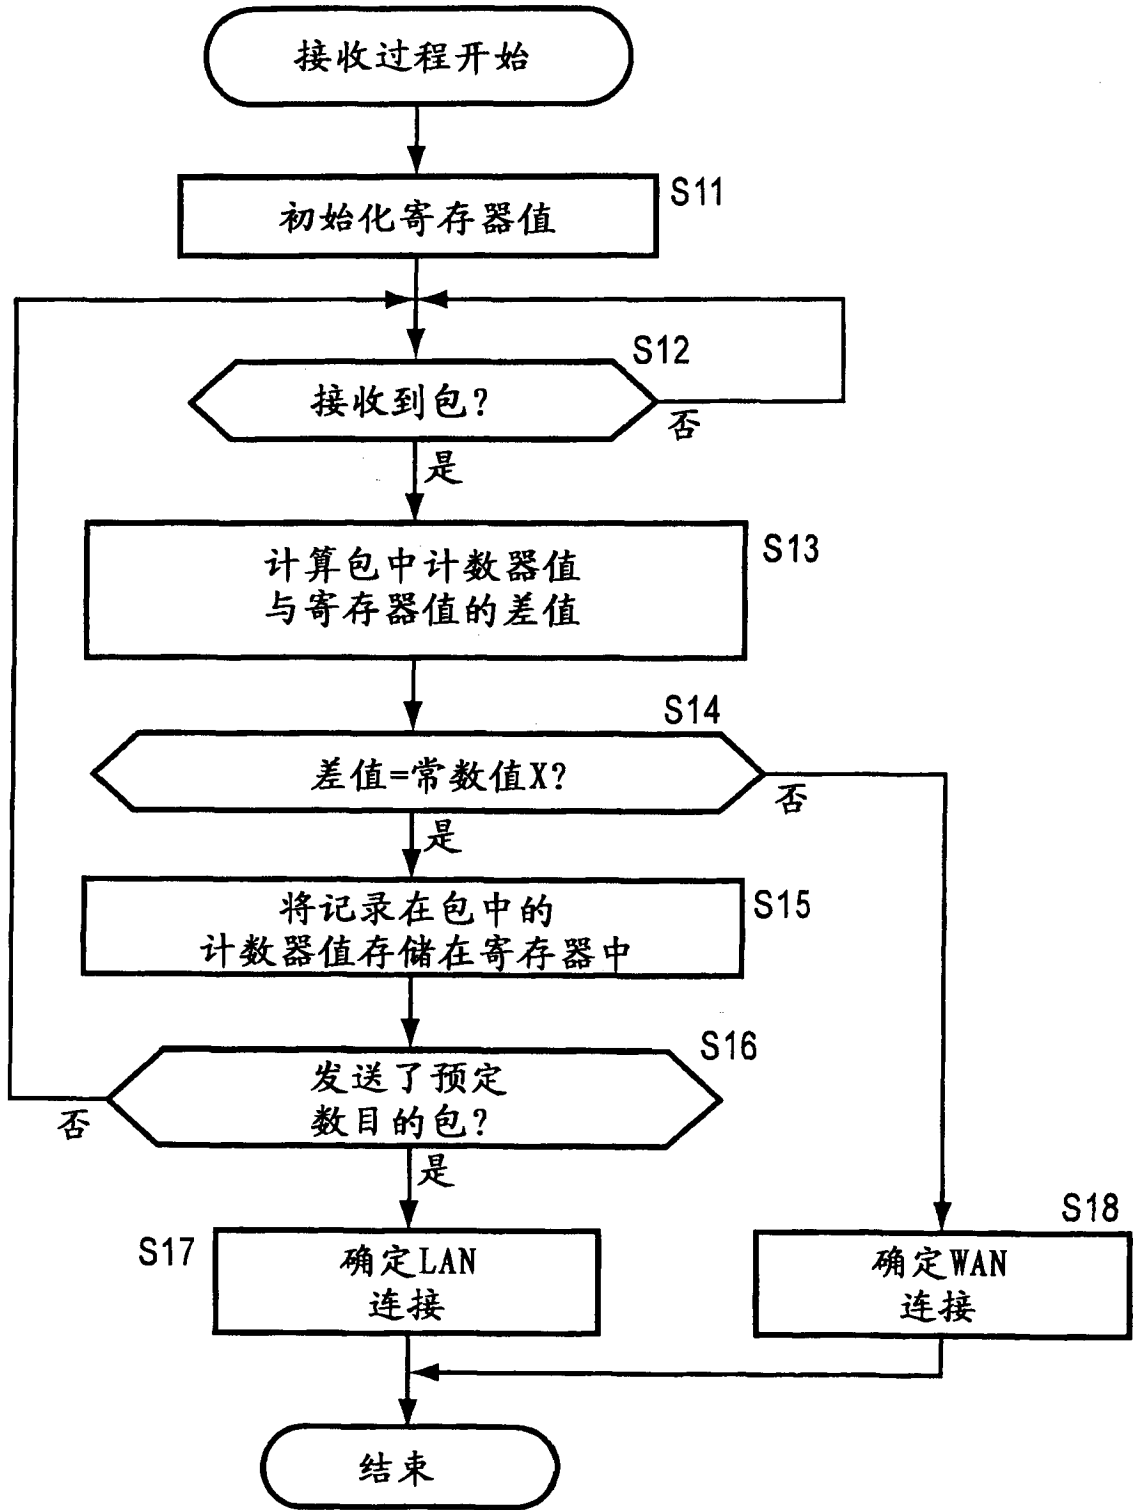 接收过程开始
S11
初始化寄存器值
S12
接收到包?
否
是
S13
计算包中计数器值
与寄存器值的差值
S14
差值=常数值X?
否
是
S15
将记录在包中的
计数器值存储在寄存器中
S16
发送了预定
数目的包?
否
是
S17
确定LAN
连接
S18
确定WAN
连接
结束